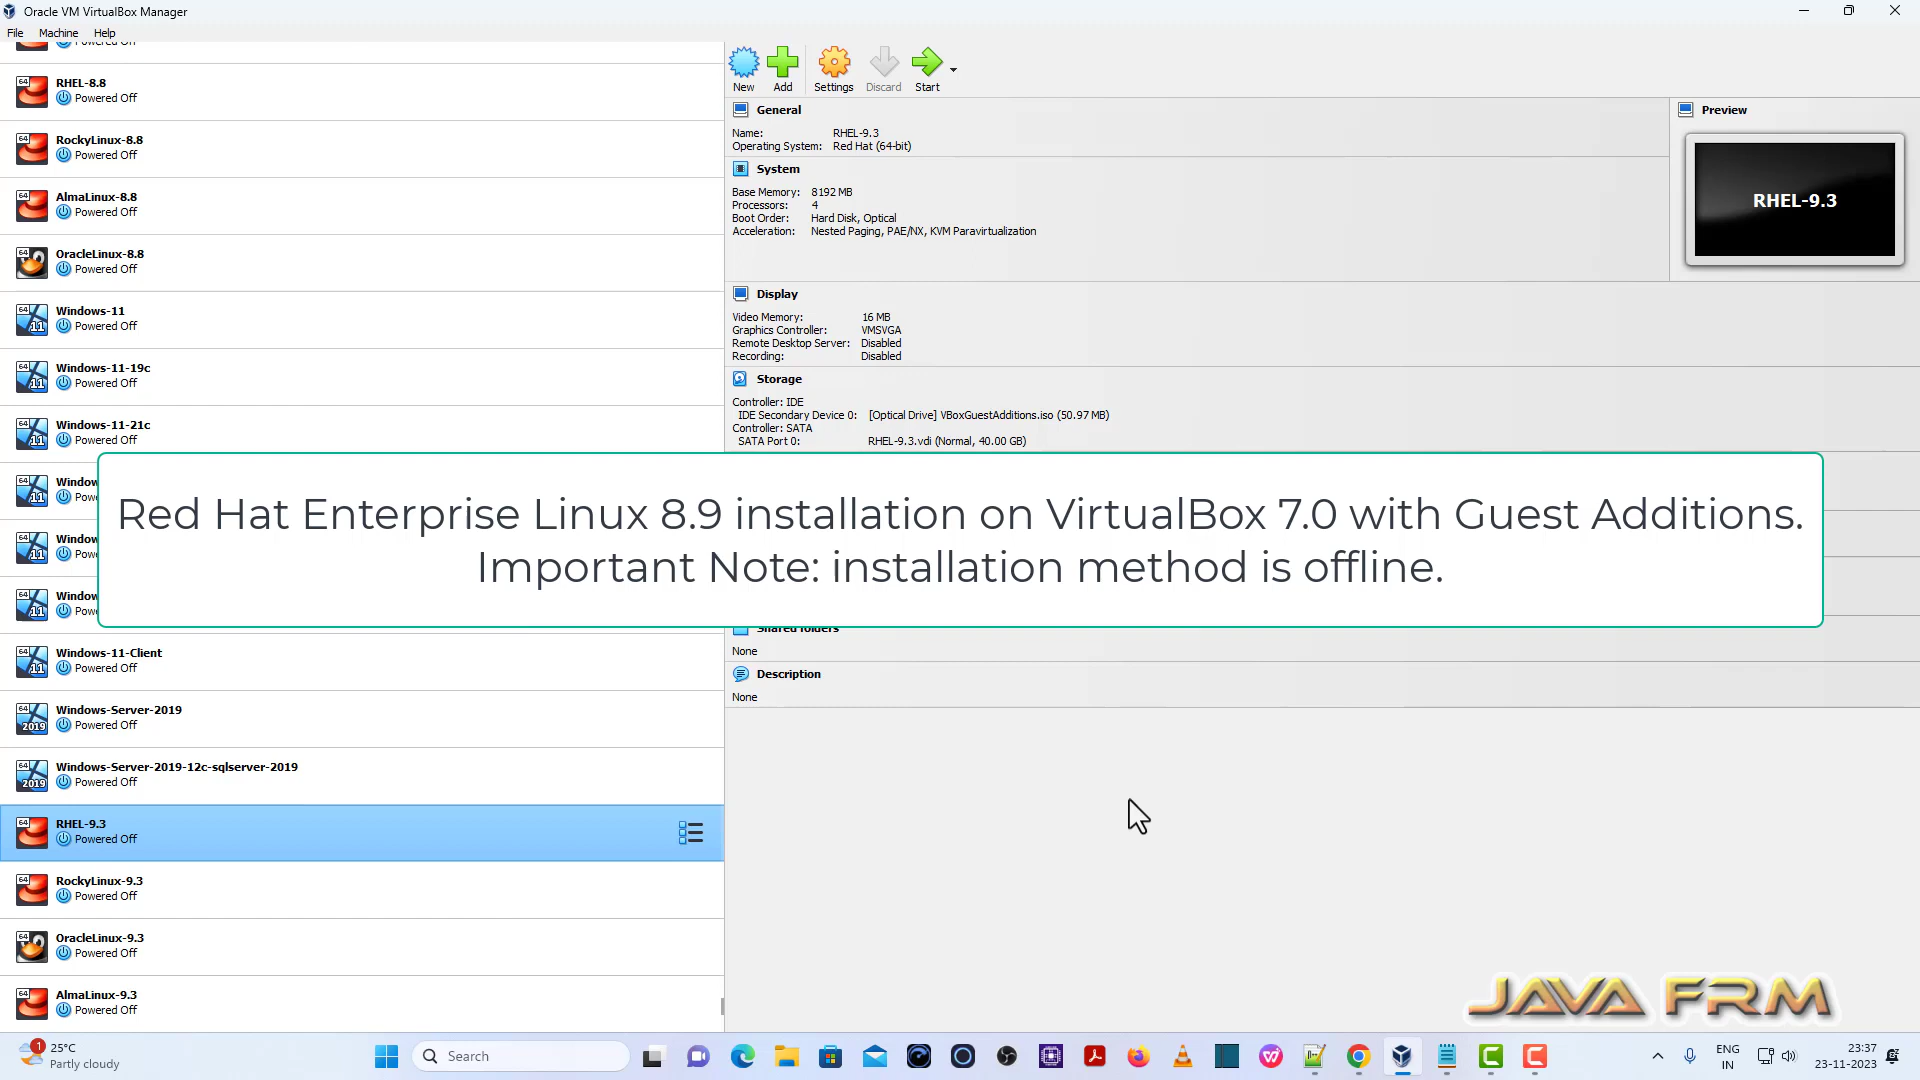 Oracle VM VirtualBox Manager
File Machine Help
RHEL-8.8
Powered Off
RockyLinux-8.8
Powered Off
AlmaLinux-8.8
Powered Off
OracleLinux-8.8
Powered Off
Windows-11
Powered Off
Windows-11-19c
Powered Off
Windows-11-21c
Powered Off
Windows-11-Client
Powered Off
Windows-Server-2019
Powered Off
Windows-Server-2019-12c-sqlserver-2019
Powered Off
RHEL-9.3
Powered Off
RockyLinux-9.3
Powered Off
OracleLinux-9.3
Powered Off
AlmaLinux-9.3
Powered Off
New Add Settings Discard Start
General
Name: RHEL-9.3
Operating System: Red Hat (64-bit)
System
Base Memory: 8192 MB
Processors: 4
Boot Order: Hard Disk, Optical
Acceleration: Nested Paging, PAE/NX, KVM Paravirtualization
Preview
RHEL-9.3
Display
Video Memory: 16 MB
Graphics Controller: VMSVGA
Remote Desktop Server: Disabled
Recording: Disabled
Storage
Controller: IDE
IDE Secondary Device 0: [Optical Drive] VBoxGuestAdditions.iso (50.97 MB)
Controller: SATA
SATA Port 0: RHEL-9.3.vdi (Normal, 40.00 GB)
Red Hat Enterprise Linux 8.9 installation on VirtualBox 7.0 with Guest Additions.
Important Note: installation method is offline.
Shared folders
None
Description
None
JAVA FRM
1
25°C
Partly cloudy
Search
ENG
IN
23:37
23-11-2023